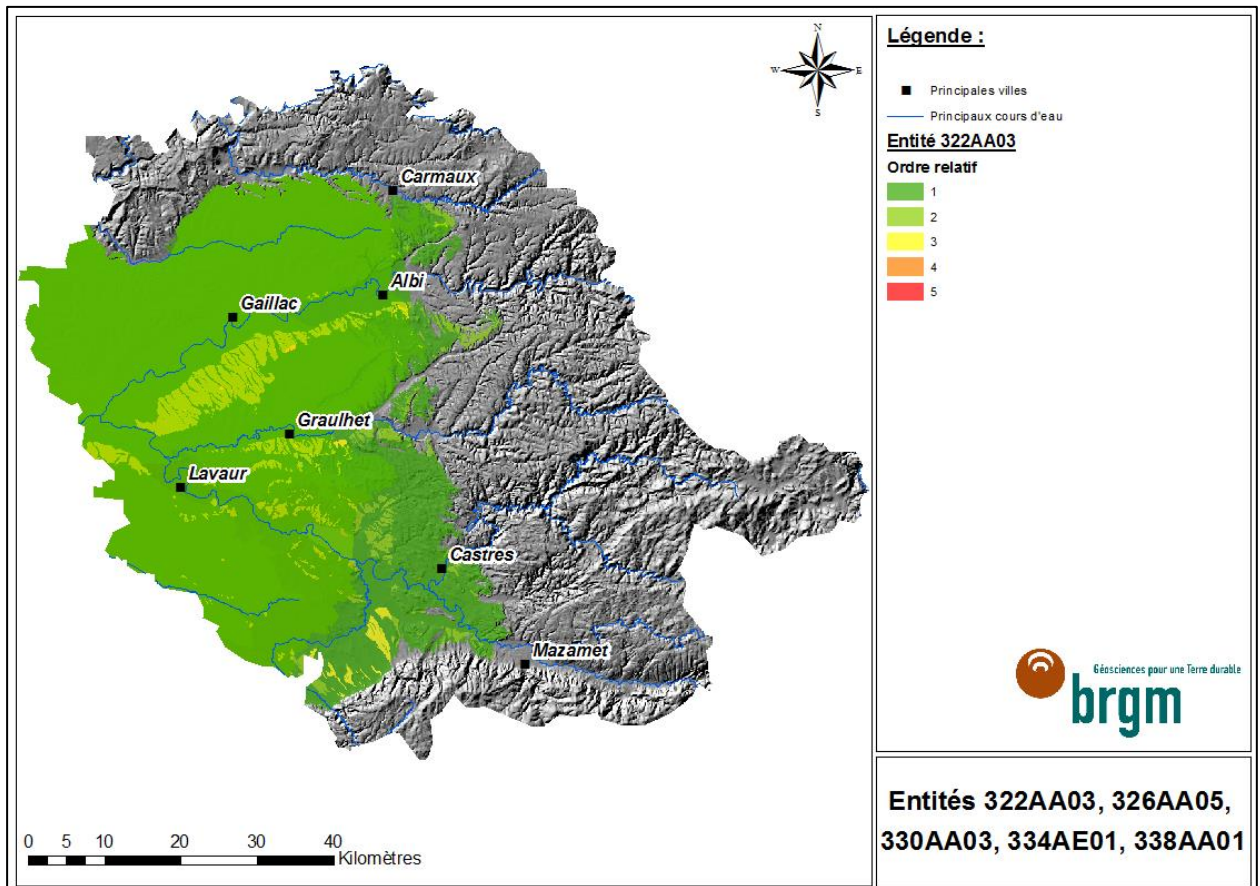 N
W
E
S
Carmaux
Albi
Gaillac
Graulhet
Lavaur
Castres
Mazamet
0 5 10 20 30 40
Kilomètres
Légende :
Principales villes
Principaux cours d'eau
Entité 322AA03
Ordre relatif
1
2
3
4
5
Géosciences pour une Terre durable
brgm
Entités 322AA03, 326AA05,
330AA03, 334AE01, 338AA01